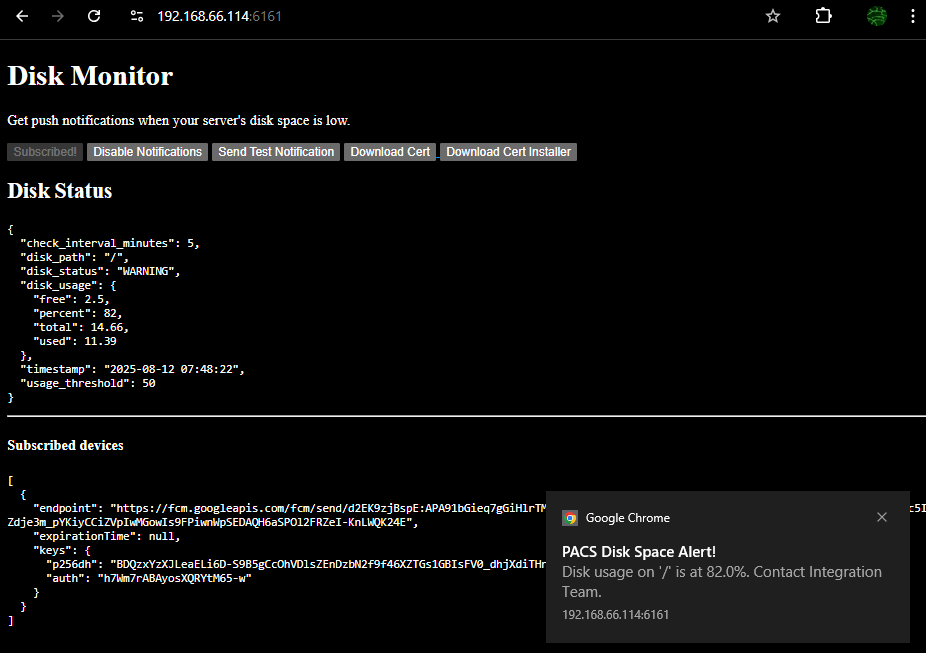 192.168.66.114:6161
Disk Monitor
Get push notifications when your server's disk space is low.
Subscribed! Disable Notifications Send Test Notification Download Cert Download Cert Installer
Disk Status
{
"check_interval_minutes": 5,
"disk_path": "/",
"disk_status": "WARNING",
"disk_usage": {
"free": 2.5,
"percent": 82,
"total": 14.66,
"used": 11.39
},
"timestamp": "2025-08-12 07:48:22",
"usage_threshold": 50
}
Subscribed devices
[
{
"endpoint": "https://fcm.googleapis.com/fcm/send/d2EK9zjBspE:APA91bGieq7gGiHlrTM
Zdje3m_pYKiyCCiZVpIwMGowIs9FPiwnWpSEDAQH6aSPOl2FRZeI-KnLWQK24E",
"expirationTime": null,
"keys": {
"p256dh": "BDQzxYzXJLeaELi6D-S9B5gCcOhVDlsZEnDzbN2f9f46XZTGs1GBIsFV0_dhjXdiTHr
"auth": "h7Wm7rABAyosXQRYtM65-w"
}
}
]
Google Chrome
PACS Disk Space Alert!
Disk usage on '/' is at 82.0%. Contact Integration
Team.
192.168.66.114:6161